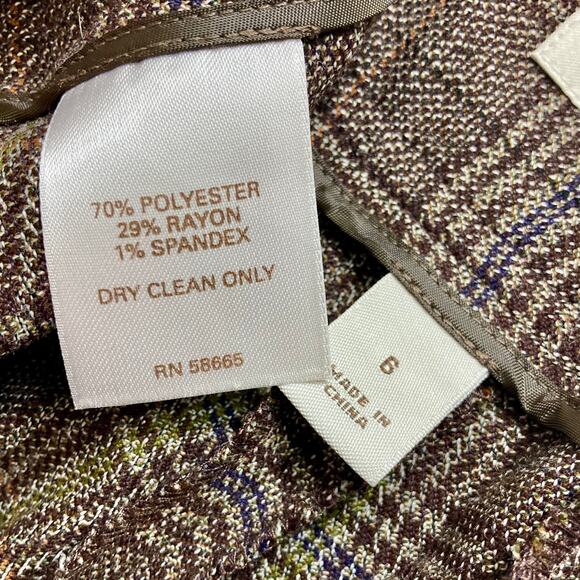 70% POLYESTER
29% RAYON
1% SPANDEX
DRY CLEAN ONLY
RN 58665
6
MADE IN
CHINA